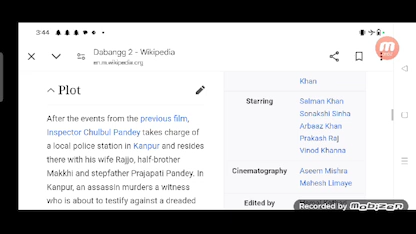 3:44
Dabangg 2 - Wikipedia
en.m.wikipedia.org
Plot
After the events from the previous film,
Inspector Chulbul Pandey takes charge of
a local police station in Kanpur and resides
there with his wife Rajjo, half-brother
Makkhi and stepfather Prajapati Pandey. In
Kanpur, an assassin murders a witness
who is about to testify against a dreaded
Khan
Starring
Salman Khan
Sonakshi Sinha
Arbaaz Khan
Prakash Raj
Vinod Khanna
Cinematography
Aseem Mishra
Mahesh Limaye
Edited by
Recorded by
Mobizen